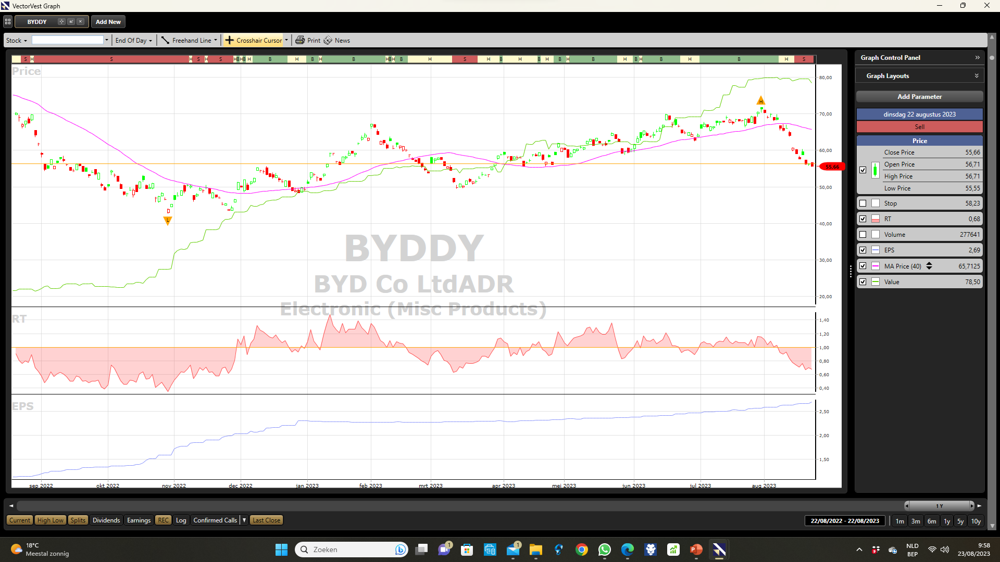 VectorVest Graph
BYDDY
Add New
Stock
End Of Day
Freehand Line
Crosshair Cursor
Print
News
S H S H S H S H B H B H B H B H B H B H B H B H S H B H B H B H B H B H B H B H S
Price
80,00
70,00
60,00
55,66
50,00
40,00
30,00
20,00
H
L
BYDDY
BYD Co LtdADR
Electronic (Misc Products)
RT
1,40
1,20
1,00
0,80
0,60
0,40
EPS
2,50
2,00
1,50
sep 2022 okt 2022 nov 2022 dec 2022 jan 2023 feb 2023 mrt 2023 apr 2023 mei 2023 jun 2023 jul 2023 aug 2023
Graph Control Panel
Graph Layouts
Add Parameter
dinsdag 22 augustus 2023
Sell
Price
Close Price 55,66
Open Price 56,71
High Price 56,71
Low Price 55,55
Stop 58,23
RT 0,68
Volume 277641
EPS 2,69
MA Price (40) 65,7125
Value 78,50
1 Y
Current High Low Splits Dividends Earnings REC Log Confirmed Calls Last Close
22/08/2022 - 22/08/2023
1m 3m 6m 1y 5y 10y
18°C
Meestal zonnig
Zoeken
1
1
9
NLD
BEP
9:58
23/08/2023